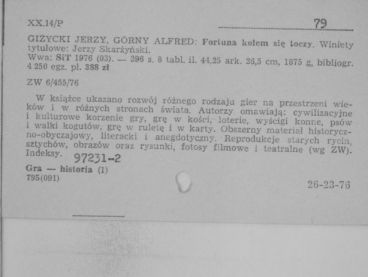 XX.14/P
79
GIŻYCKI JERZY, GÓRNY ALFRED: Fortuna kołem się toczy. Winiety
tytułowe: Jerzy Skarżyński.
Wwa: SiT 1976 (93). — 296 s. 8 tabl. il. 44,25 ark. 26,5 cm, 1875 g, bibliogr.
4 256 egz. pł. 388 zł
ZW 6/455/76
W książce ukazano rozwój różnego rodzaju gier na przestrzeni wie-
ków i w różnych stronach świata. Autorzy omawiają: cywilizacyjne
i kulturowe korzenie gry, grę w kości, loterie, wyścigi konne, psów
i walki kogutów, grę w ruletę i w karty. Obszerny materiał historycz-
no-obyczajowy, literacki i anegdotyczny. Reprodukcje starych rycin,
sztychów, obrazów oraz rysunki, fotosy filmowe i teatralne (wg ZW).
Indeksy.
97231-2
Gra — historia (1)
795(091)
26-23-76